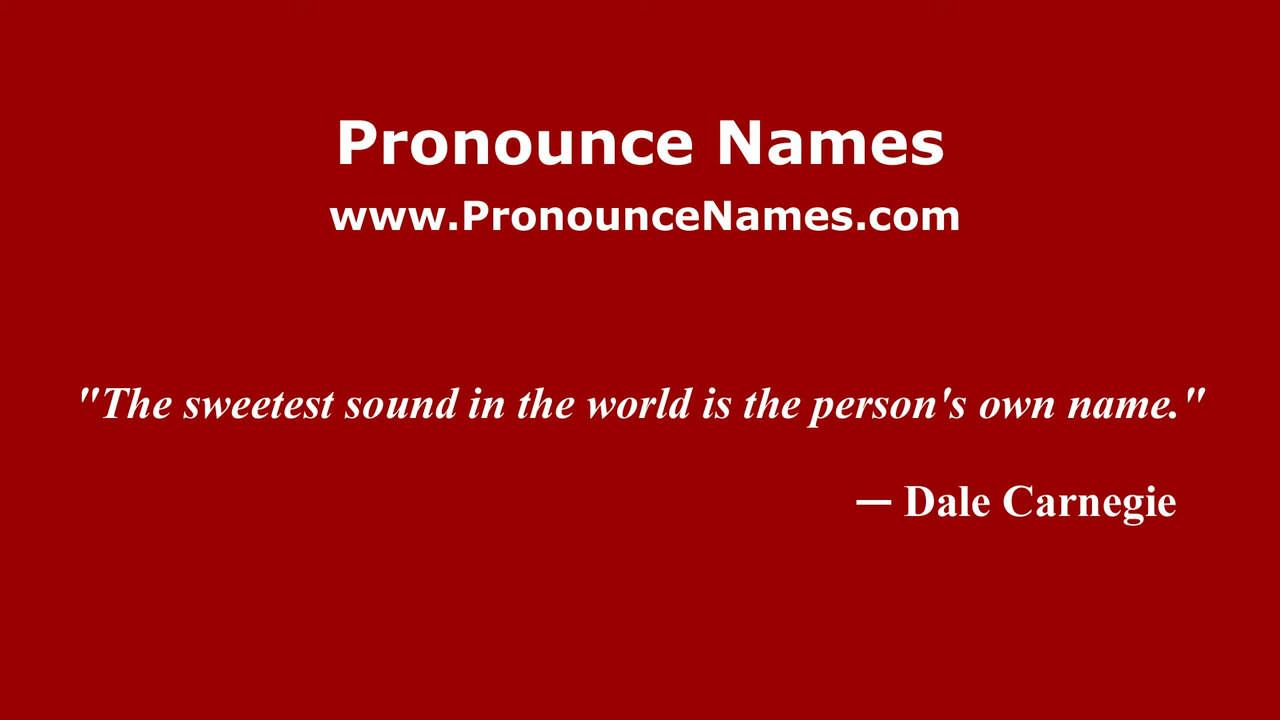 Pronounce Names
www.PronounceNames.com
"The sweetest sound in the world is the person's own name."
— Dale Carnegie